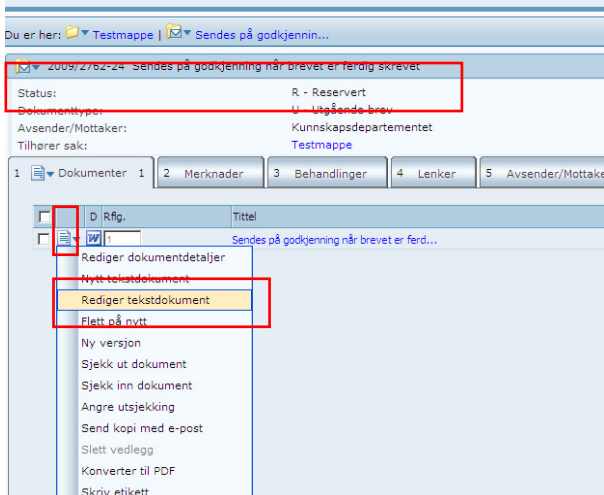 Du er her: Testmappe | Sendes på godkjennin...
2009/2762-24 Sendes på godkjenning når brevet er ferdig skrevet
Status: R - Reservert
Dokumenttype: U - Utgående brev
Avsender/Mottaker: Kunnskapsdepartementet
Tilhører sak: Testmappe
1 Dokumenter 1 2 Merknader 3 Behandlinger 4 Lenker 5 Avsender/Mottake
D Rflg. Tittel
1 Sendes på godkjenning når brevet er ferd...
Rediger dokumentdetaljer
Nytt tekstdokument
Rediger tekstdokument
Flett på nytt
Ny versjon
Sjekk ut dokument
Sjekk inn dokument
Angre utsjekking
Send kopi med e-post
Slett vedlegg
Konverter til PDF
Skriv etikett